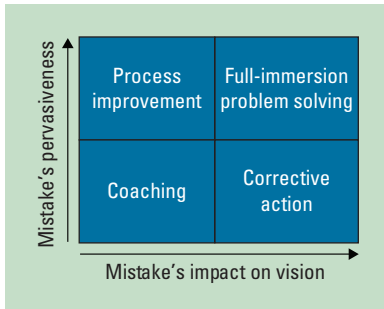 Mistake's pervasiveness
Process
improvement
Full-immersion
problem solving
Coaching
Corrective
action
Mistake's impact on vision